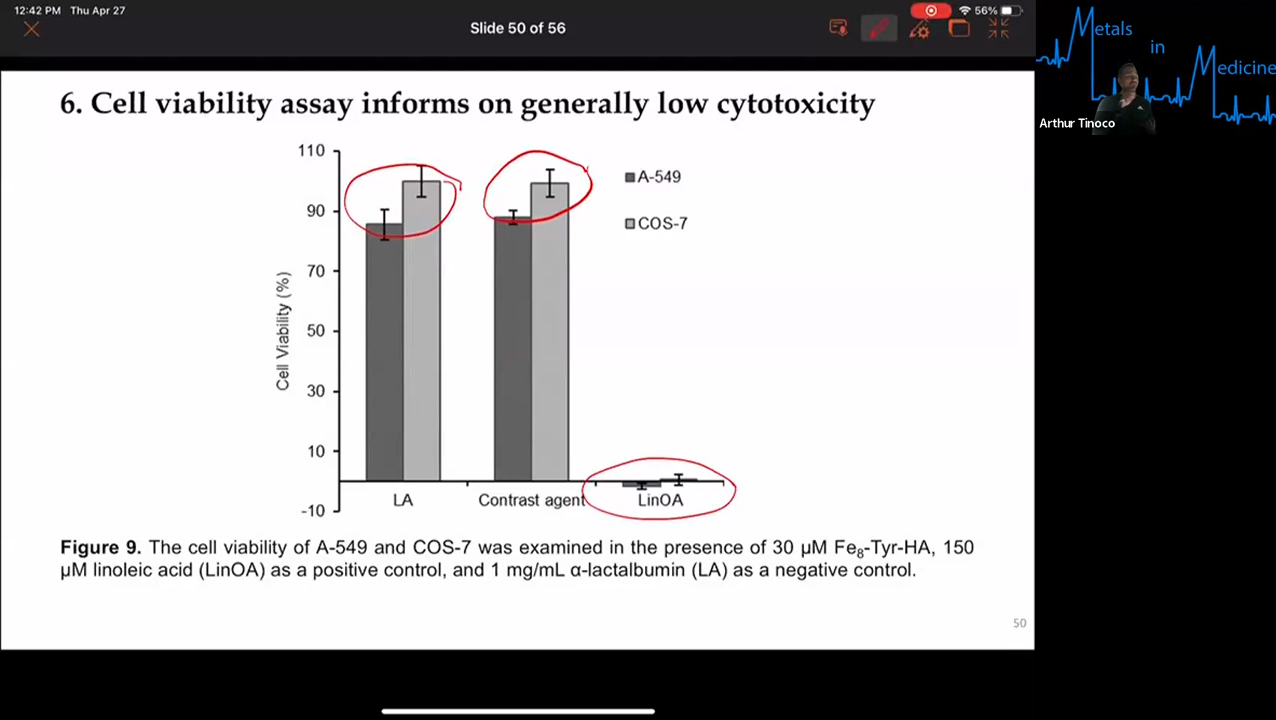 12:42 PM Thu Apr 27
56%
Slide 50 of 56
Metals
in
Medicine
Arthur Tinoco
6. Cell viability assay informs on generally low cytotoxicity
110
90
70
50
30
10
-10
Cell Viability (%)
A-549
COS-7
LA
Contrast agent
LinOA
Figure 9. The cell viability of A-549 and COS-7 was examined in the presence of 30 µM Fe₈-Tyr-HA, 150
µM linoleic acid (LinOA) as a positive control, and 1 mg/mL α-lactalbumin (LA) as a negative control.
50